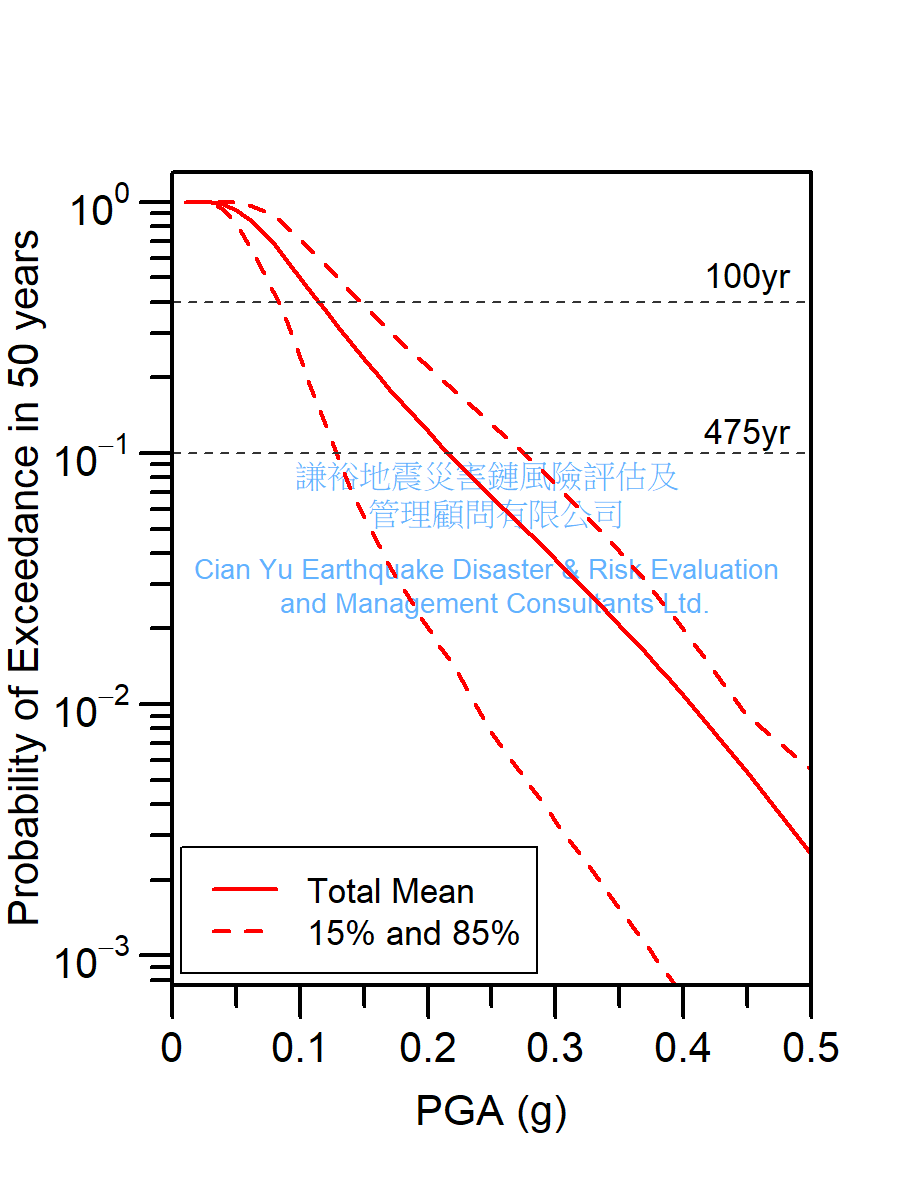 10⁰
10⁻¹
10⁻²
10⁻³
Probability of Exceedance in 50 years
100yr
475yr
謙裕地震災害鏈風險評估及
管理顧問有限公司
Cian Yu Earthquake Disaster & Risk Evaluation
and Management Consultants Ltd.
Total Mean
15% and 85%
0 0.1 0.2 0.3 0.4 0.5
PGA (g)